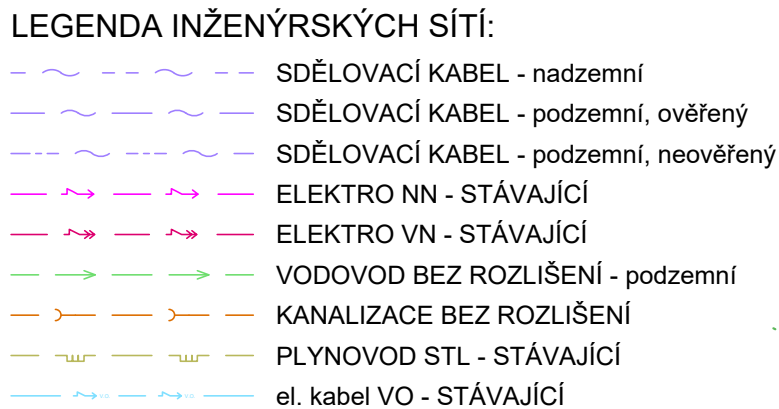 LEGENDA INŽENÝRSKÝCH SÍTÍ:
SDĚLOVACÍ KABEL - nadzemní
SDĚLOVACÍ KABEL - podzemní, ověřený
SDĚLOVACÍ KABEL - podzemní, neověřený
ELEKTRO NN - STÁVAJÍCÍ
ELEKTRO VN - STÁVAJÍCÍ
VODOVOD BEZ ROZLIŠENÍ - podzemní
KANALIZACE BEZ ROZLIŠENÍ
PLYNOVOD STL - STÁVAJÍCÍ
el. kabel VO - STÁVAJÍCÍ